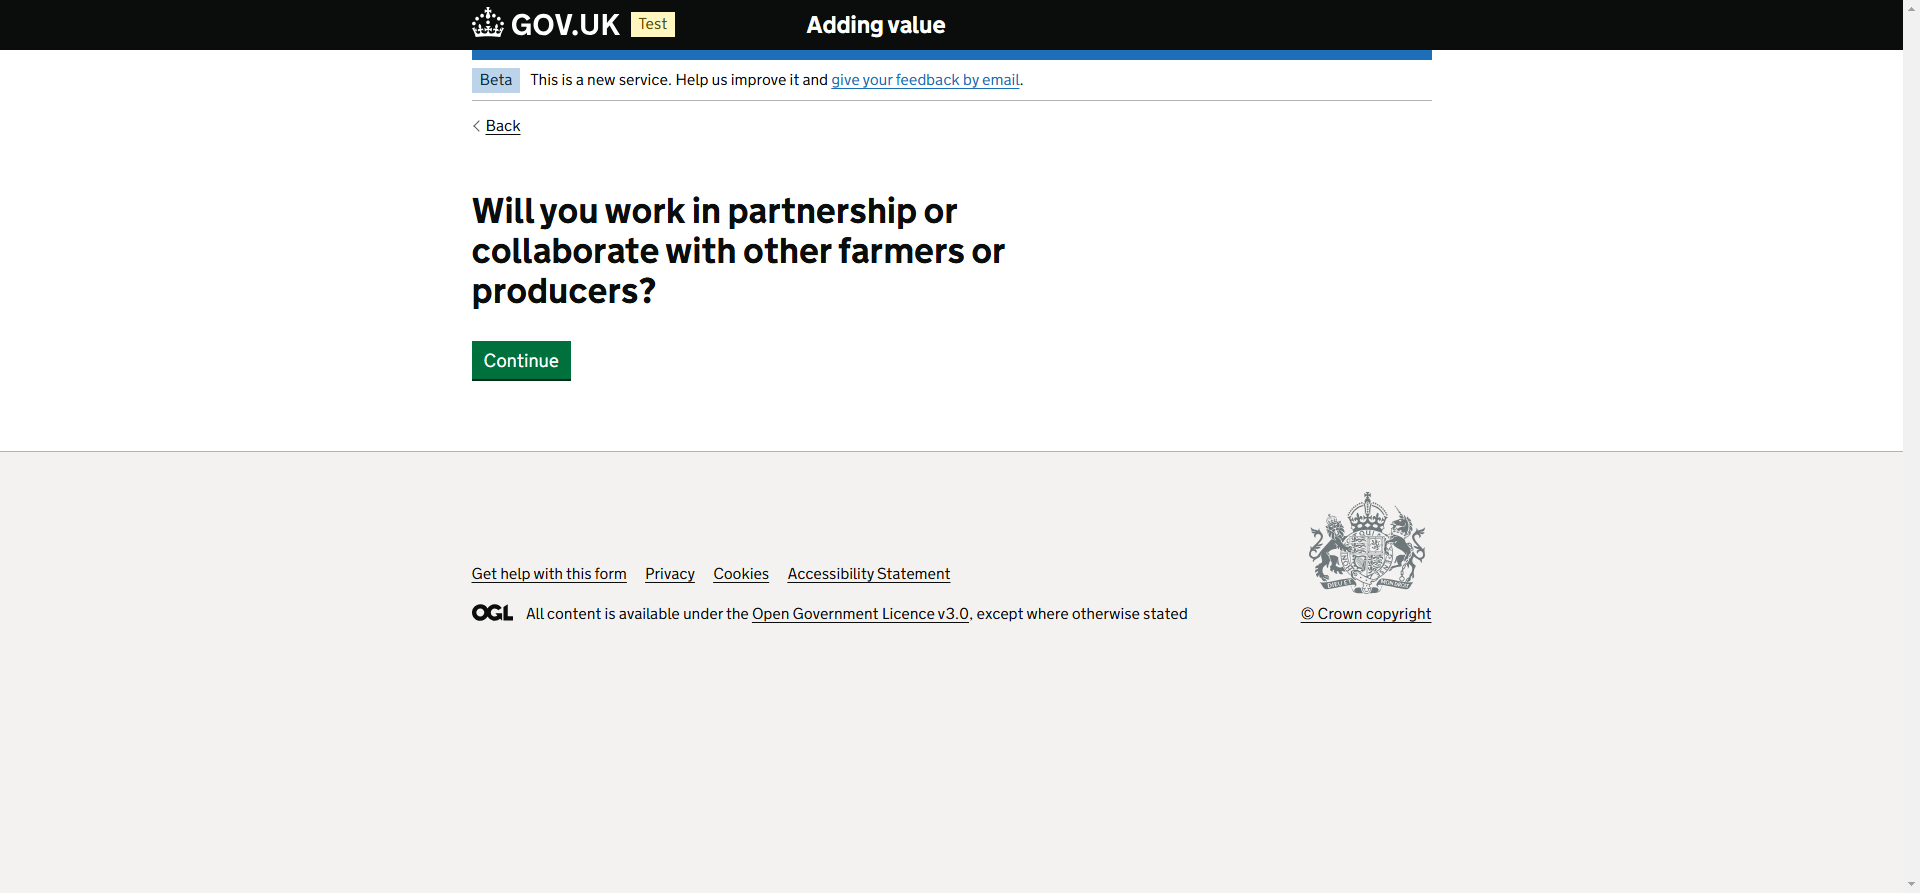 GOV.UK Test Adding value
Beta This is a new service. Help us improve it and give your feedback by email.
Back
Will you work in partnership or
collaborate with other farmers or
producers?
Continue
Get help with this form Privacy Cookies Accessibility Statement
OGL All content is available under the Open Government Licence v3.0, except where otherwise stated
© Crown copyright